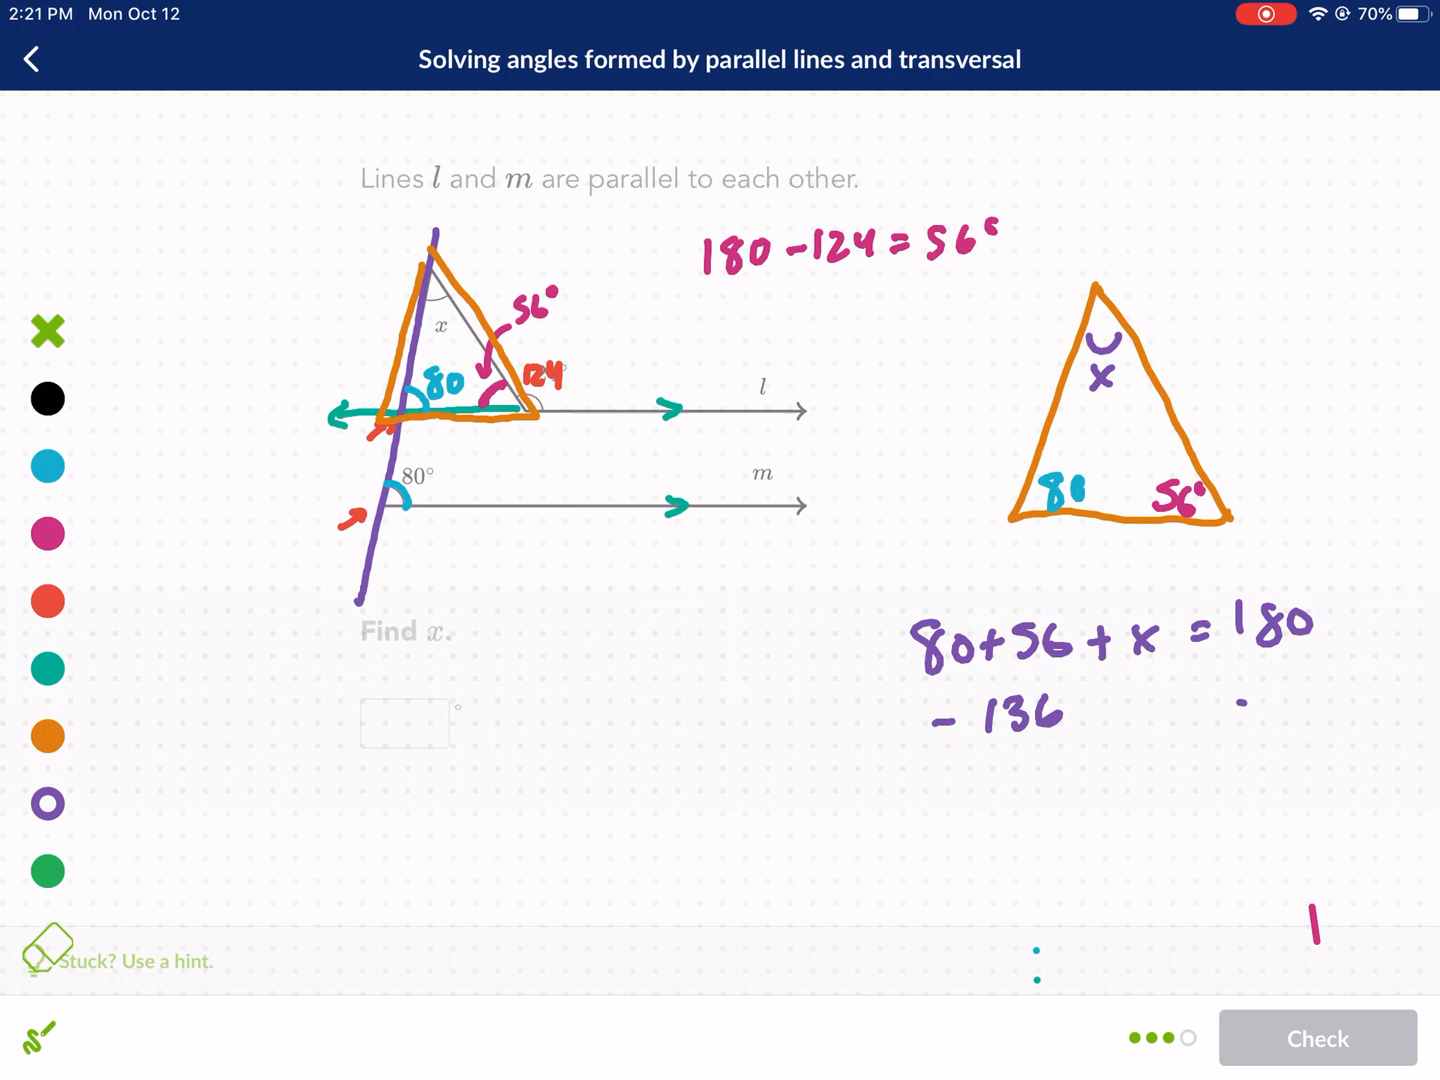 2:21 PM Mon Oct 12
70%
Solving angles formed by parallel lines and transversal
Lines l and m are parallel to each other.
180 - 124 = 56°
56°
x
80
124
l
x
80°
m
80
56°
Find x.
80 + 56 + x = 180
- 136 -
°
Stuck? Use a hint.
Check